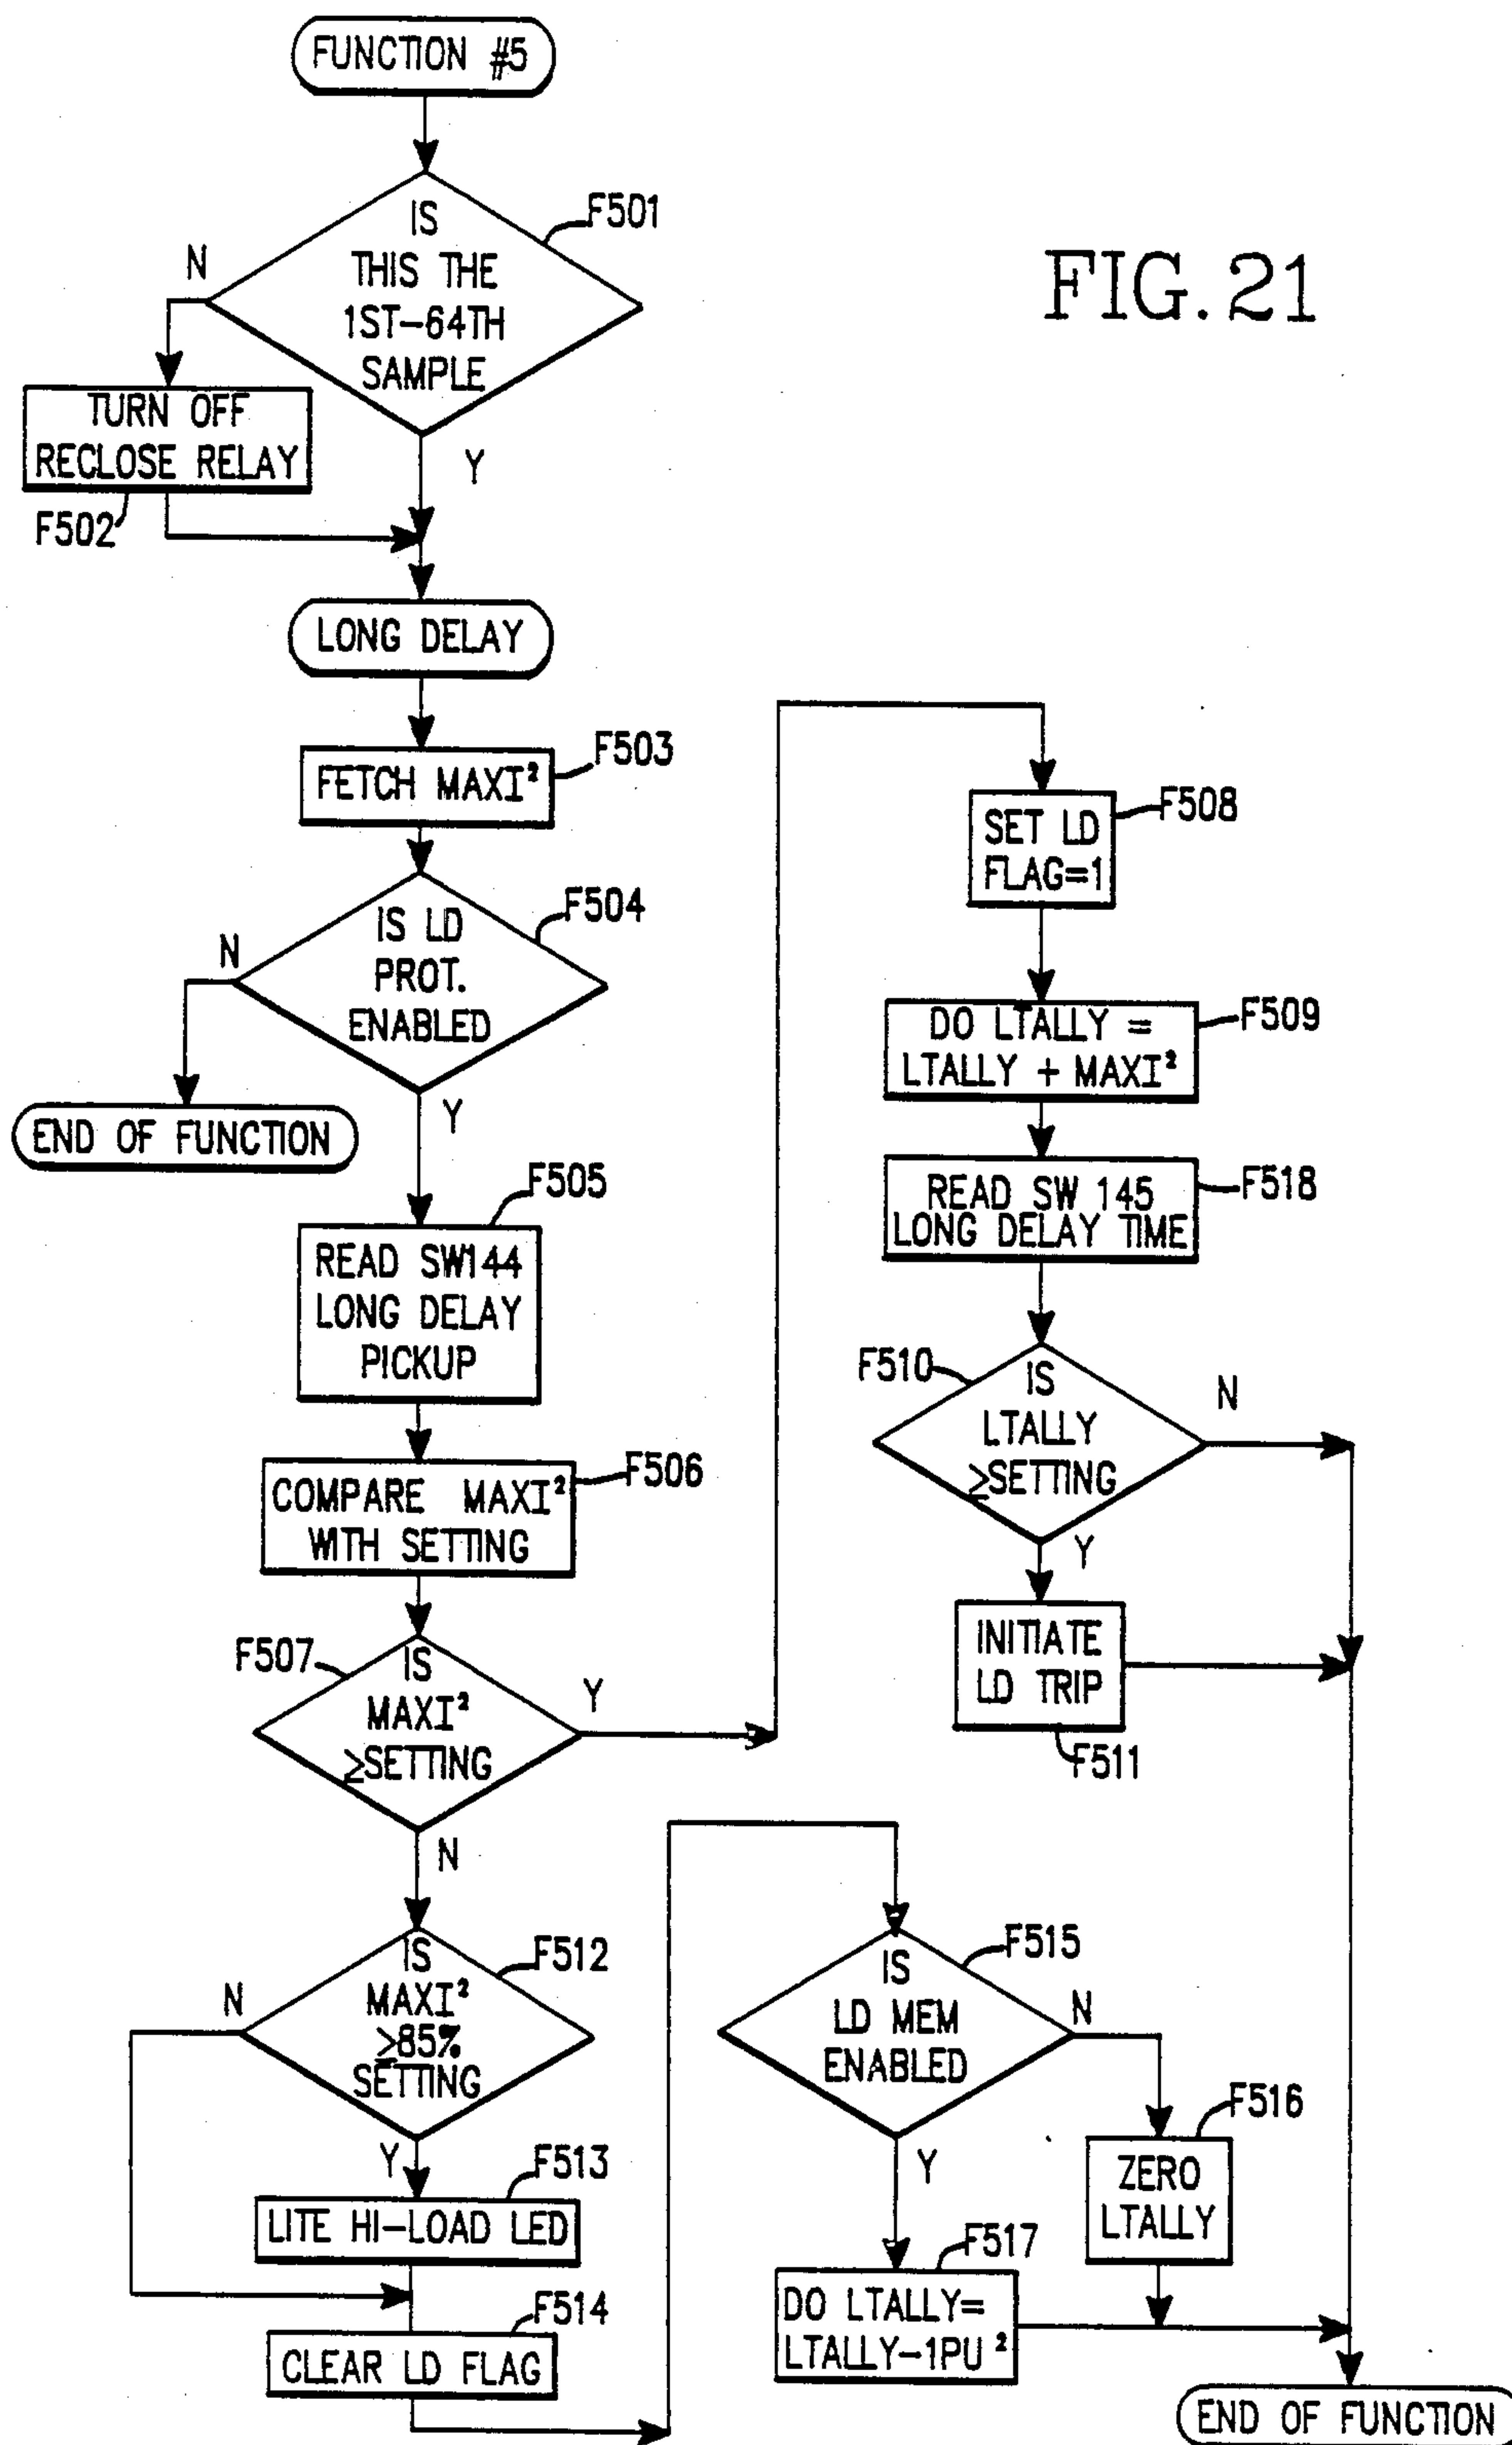 FUNCTION #5
FIG. 21
IS
THIS THE
1ST-64TH
SAMPLE
F501
N
Y
TURN OFF
RECLOSE RELAY
F502
LONG DELAY
FETCH MAXI²
F503
IS LD
PROT.
ENABLED
F504
N
Y
END OF FUNCTION
READ SW144
LONG DELAY
PICKUP
F505
COMPARE MAXI²
WITH SETTING
F506
F507
IS
MAXI²
≥SETTING
Y
N
IS
MAXI²
≥85%
SETTING
F512
N
Y
LITE HI-LOAD LED
F513
CLEAR LD FLAG
F514
SET LD
FLAG=1
F508
DO LTALLY =
LTALLY + MAXI²
F509
READ SW 145
LONG DELAY TIME
F518
F510
IS
LTALLY
≥SETTING
N
Y
INITIATE
LD TRIP
F511
IS
LD MEM
ENABLED
F515
N
Y
ZERO
LTALLY
F516
DO LTALLY=
LTALLY-1PU²
F517
END OF FUNCTION